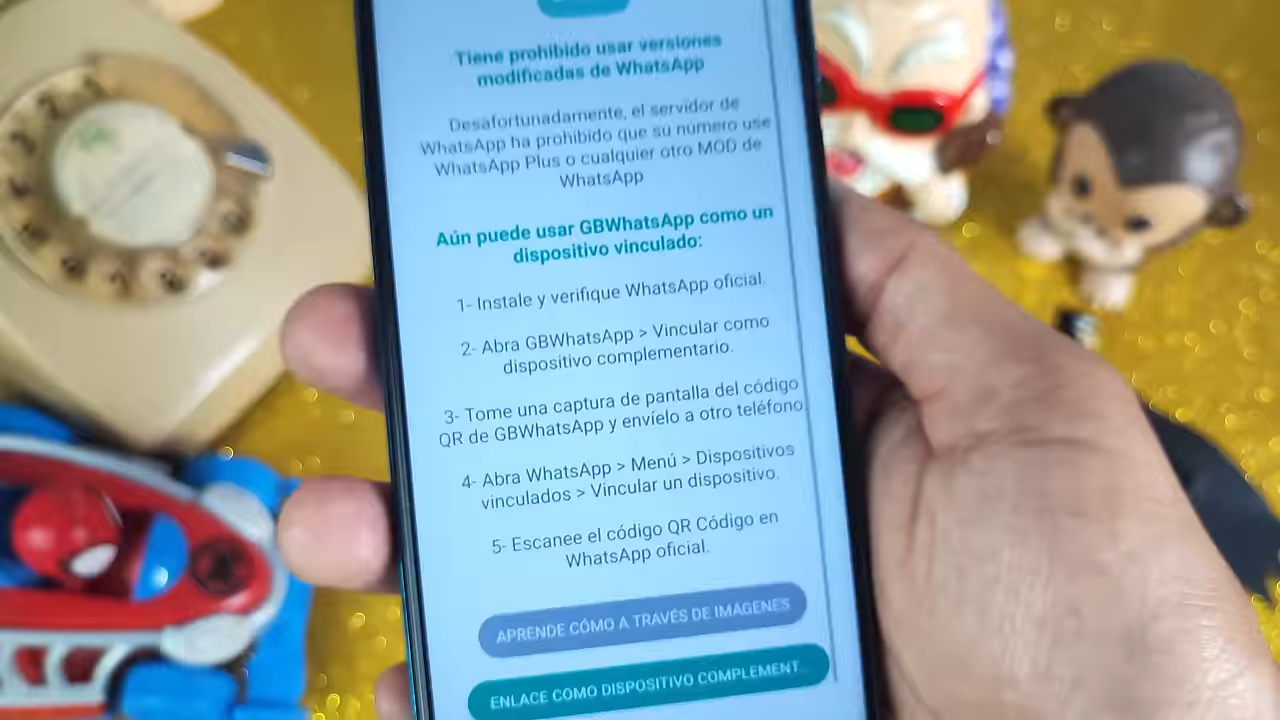 Tiene prohibido usar versiones
modificadas de WhatsApp
Desafortunadamente, el servidor de
WhatsApp ha prohibido que su número use
WhatsApp Plus o cualquier otro MOD de
WhatsApp
Aún puede usar GBWhatsApp como un
dispositivo vinculado:
1- Instale y verifique WhatsApp oficial.
2- Abra GBWhatsApp > Vincular como
dispositivo complementario.
3- Tome una captura de pantalla del código
QR de GBWhatsApp y envíelo a otro teléfono.
4- Abra WhatsApp > Menú > Dispositivos
vinculados > Vincular un dispositivo.
5- Escanee el código QR Código en
WhatsApp oficial.
APRENDE CÓMO A TRAVÉS DE IMÁGENES
ENLACE COMO DISPOSITIVO COMPLEMENT...